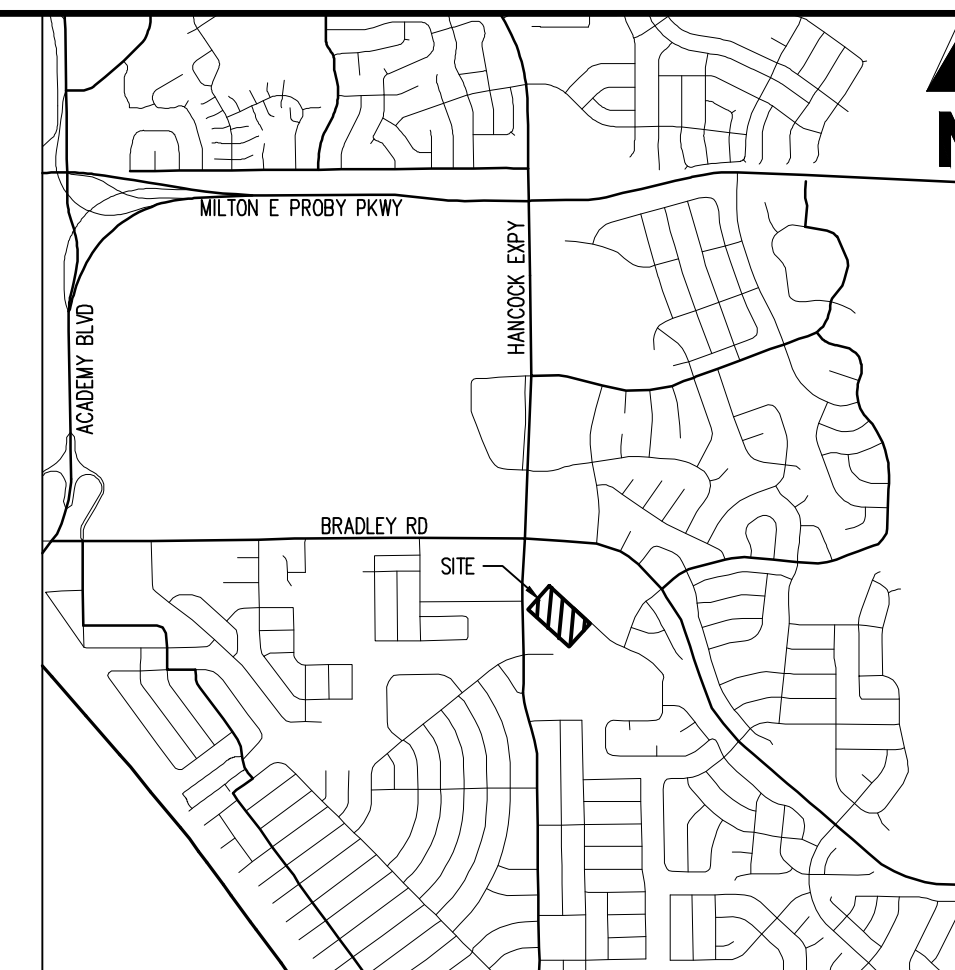 N
MILTON E PROBY PKWY
HANCOCK EXPY
ACADEMY BLVD
BRADLEY RD
SITE